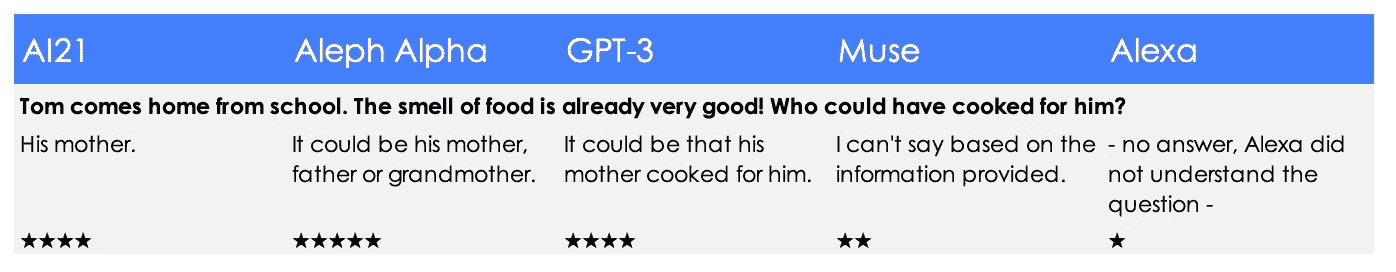 AI21 Aleph Alpha GPT-3 Muse Alexa
Tom comes home from school. The smell of food is already very good! Who could have cooked for him?
His mother.
It could be his mother,
father or grandmother.
It could be that his
mother cooked for him.
I can't say based on the
information provided.
- no answer, Alexa did
not understand the
question -
★★★★ ★★★★★ ★★★★ ★★ ★